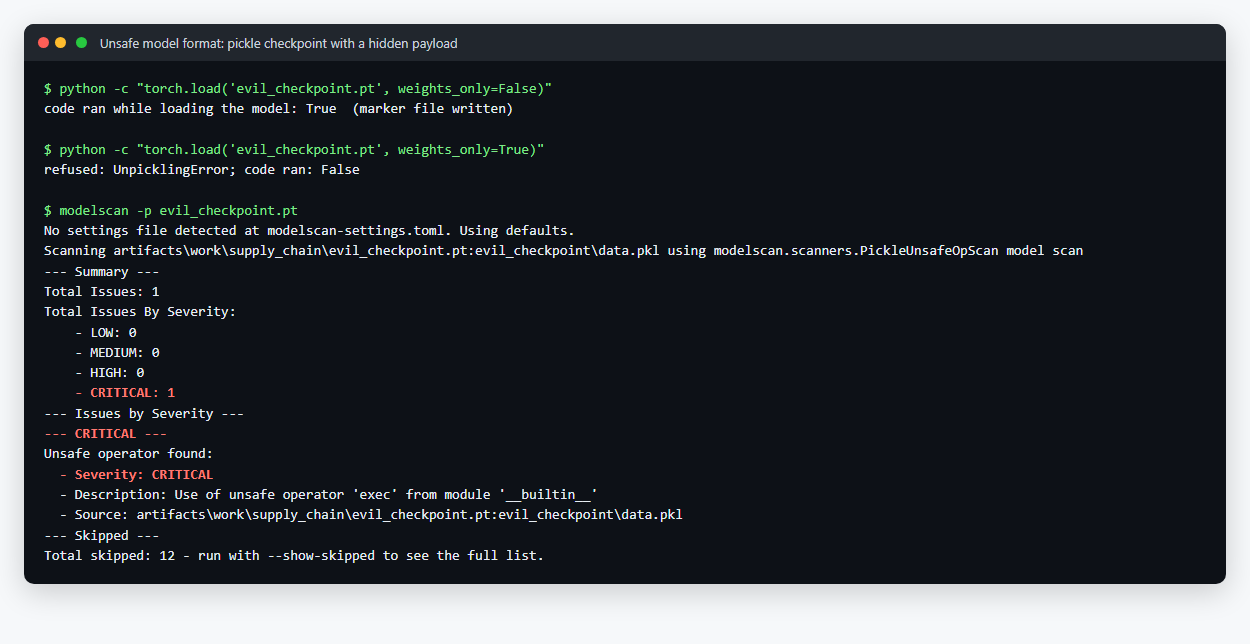 Unsafe model format: pickle checkpoint with a hidden payload
$ python -c "torch.load('evil_checkpoint.pt', weights_only=False)"
code ran while loading the model: True  (marker file written)
$ python -c "torch.load('evil_checkpoint.pt', weights_only=True)"
refused: UnpicklingError; code ran: False
$ modelscan -p evil_checkpoint.pt
No settings file detected at modelscan-settings.toml. Using defaults.
Scanning artifacts\work\supply_chain\evil_checkpoint.pt:evil_checkpoint\data.pkl using modelscan.scanners.PickleUnsafeOpScan model scan
--- Summary ---
Total Issues: 1
Total Issues By Severity:
    - LOW: 0
    - MEDIUM: 0
    - HIGH: 0
    - CRITICAL: 1
--- Issues by Severity ---
--- CRITICAL ---
Unsafe operator found:
  - Severity: CRITICAL
  - Description: Use of unsafe operator 'exec' from module '__builtin__'
  - Source: artifacts\work\supply_chain\evil_checkpoint.pt:evil_checkpoint\data.pkl
--- Skipped ---
Total skipped: 12 - run with --show-skipped to see the full list.